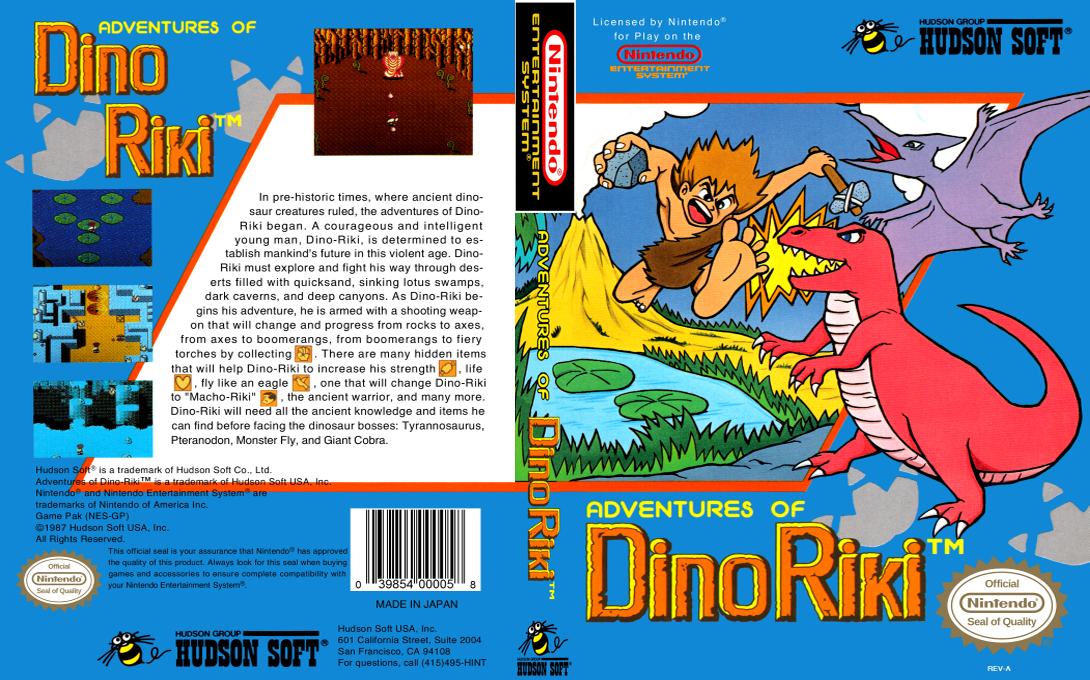 ADVENTURES OF
Dino
Riki™
In pre-historic times, where ancient dino-
saur creatures ruled, the adventures of Dino-
Riki began. A courageous and intelligent
young man, Dino-Riki, is determined to es-
tablish mankind's future in this violent age. Dino-
Riki must explore and fight his way through des-
erts filled with quicksand, sinking lotus swamps,
dark caverns, and deep canyons. As Dino-Riki be-
gins his adventure, he is armed with a shooting weap-
on that will change and progress from rocks to axes,
from axes to boomerangs, from boomerangs to fiery
torches by collecting . There are many hidden items
that will help Dino-Riki to increase his strength , life
, fly like an eagle , one that will change Dino-Riki
to "Macho-Riki" , the ancient warrior, and many more.
Dino-Riki will need all the ancient knowledge and items he
can find before facing the dinosaur bosses: Tyrannosaurus,
Pteranodon, Monster Fly, and Giant Cobra.
Hudson Soft® is a trademark of Hudson Soft Co., Ltd.
Adventures of Dino-Riki™ is a trademark of Hudson Soft USA, Inc.
Nintendo® and Nintendo Entertainment System® are
trademarks of Nintendo of America Inc.
Game Pak (NES-GP)
©1987 Hudson Soft USA, Inc.
All Rights Reserved.
Official
Nintendo®
Seal of Quality
This official seal is your assurance that Nintendo® has approved
the quality of this product. Always look for this seal when buying
games and accessories to ensure complete compatibility with
your Nintendo Entertainment System®.
0 39854 00005 8
MADE IN JAPAN
HUDSON GROUP
HUDSON SOFT®
Hudson Soft USA, Inc.
601 California Street, Suite 2004
San Francisco, CA 94108
For questions, call (415)495-HINT
Nintendo®
ENTERTAINMENT
SYSTEM®
ADVENTURES OF
Dino Riki™
HUDSON GROUP
HUDSON SOFT®
Licensed by Nintendo®
for Play on the
Nintendo
ENTERTAINMENT
SYSTEM®
HUDSON GROUP
HUDSON SOFT®
ADVENTURES OF
Dino Riki™
Official
Nintendo®
Seal of Quality
REV-A